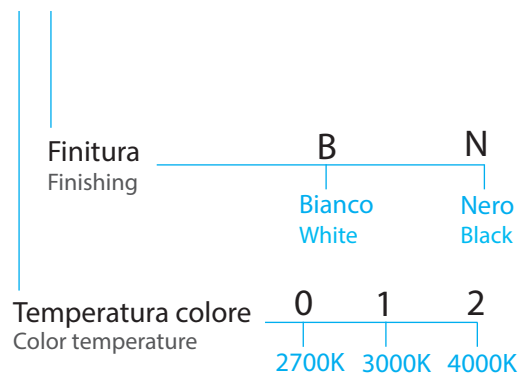 Finitura B N
Finishing
Bianco Nero
White Black
Temperatura colore 0 1 2
Color temperature
2700K 3000K 4000K